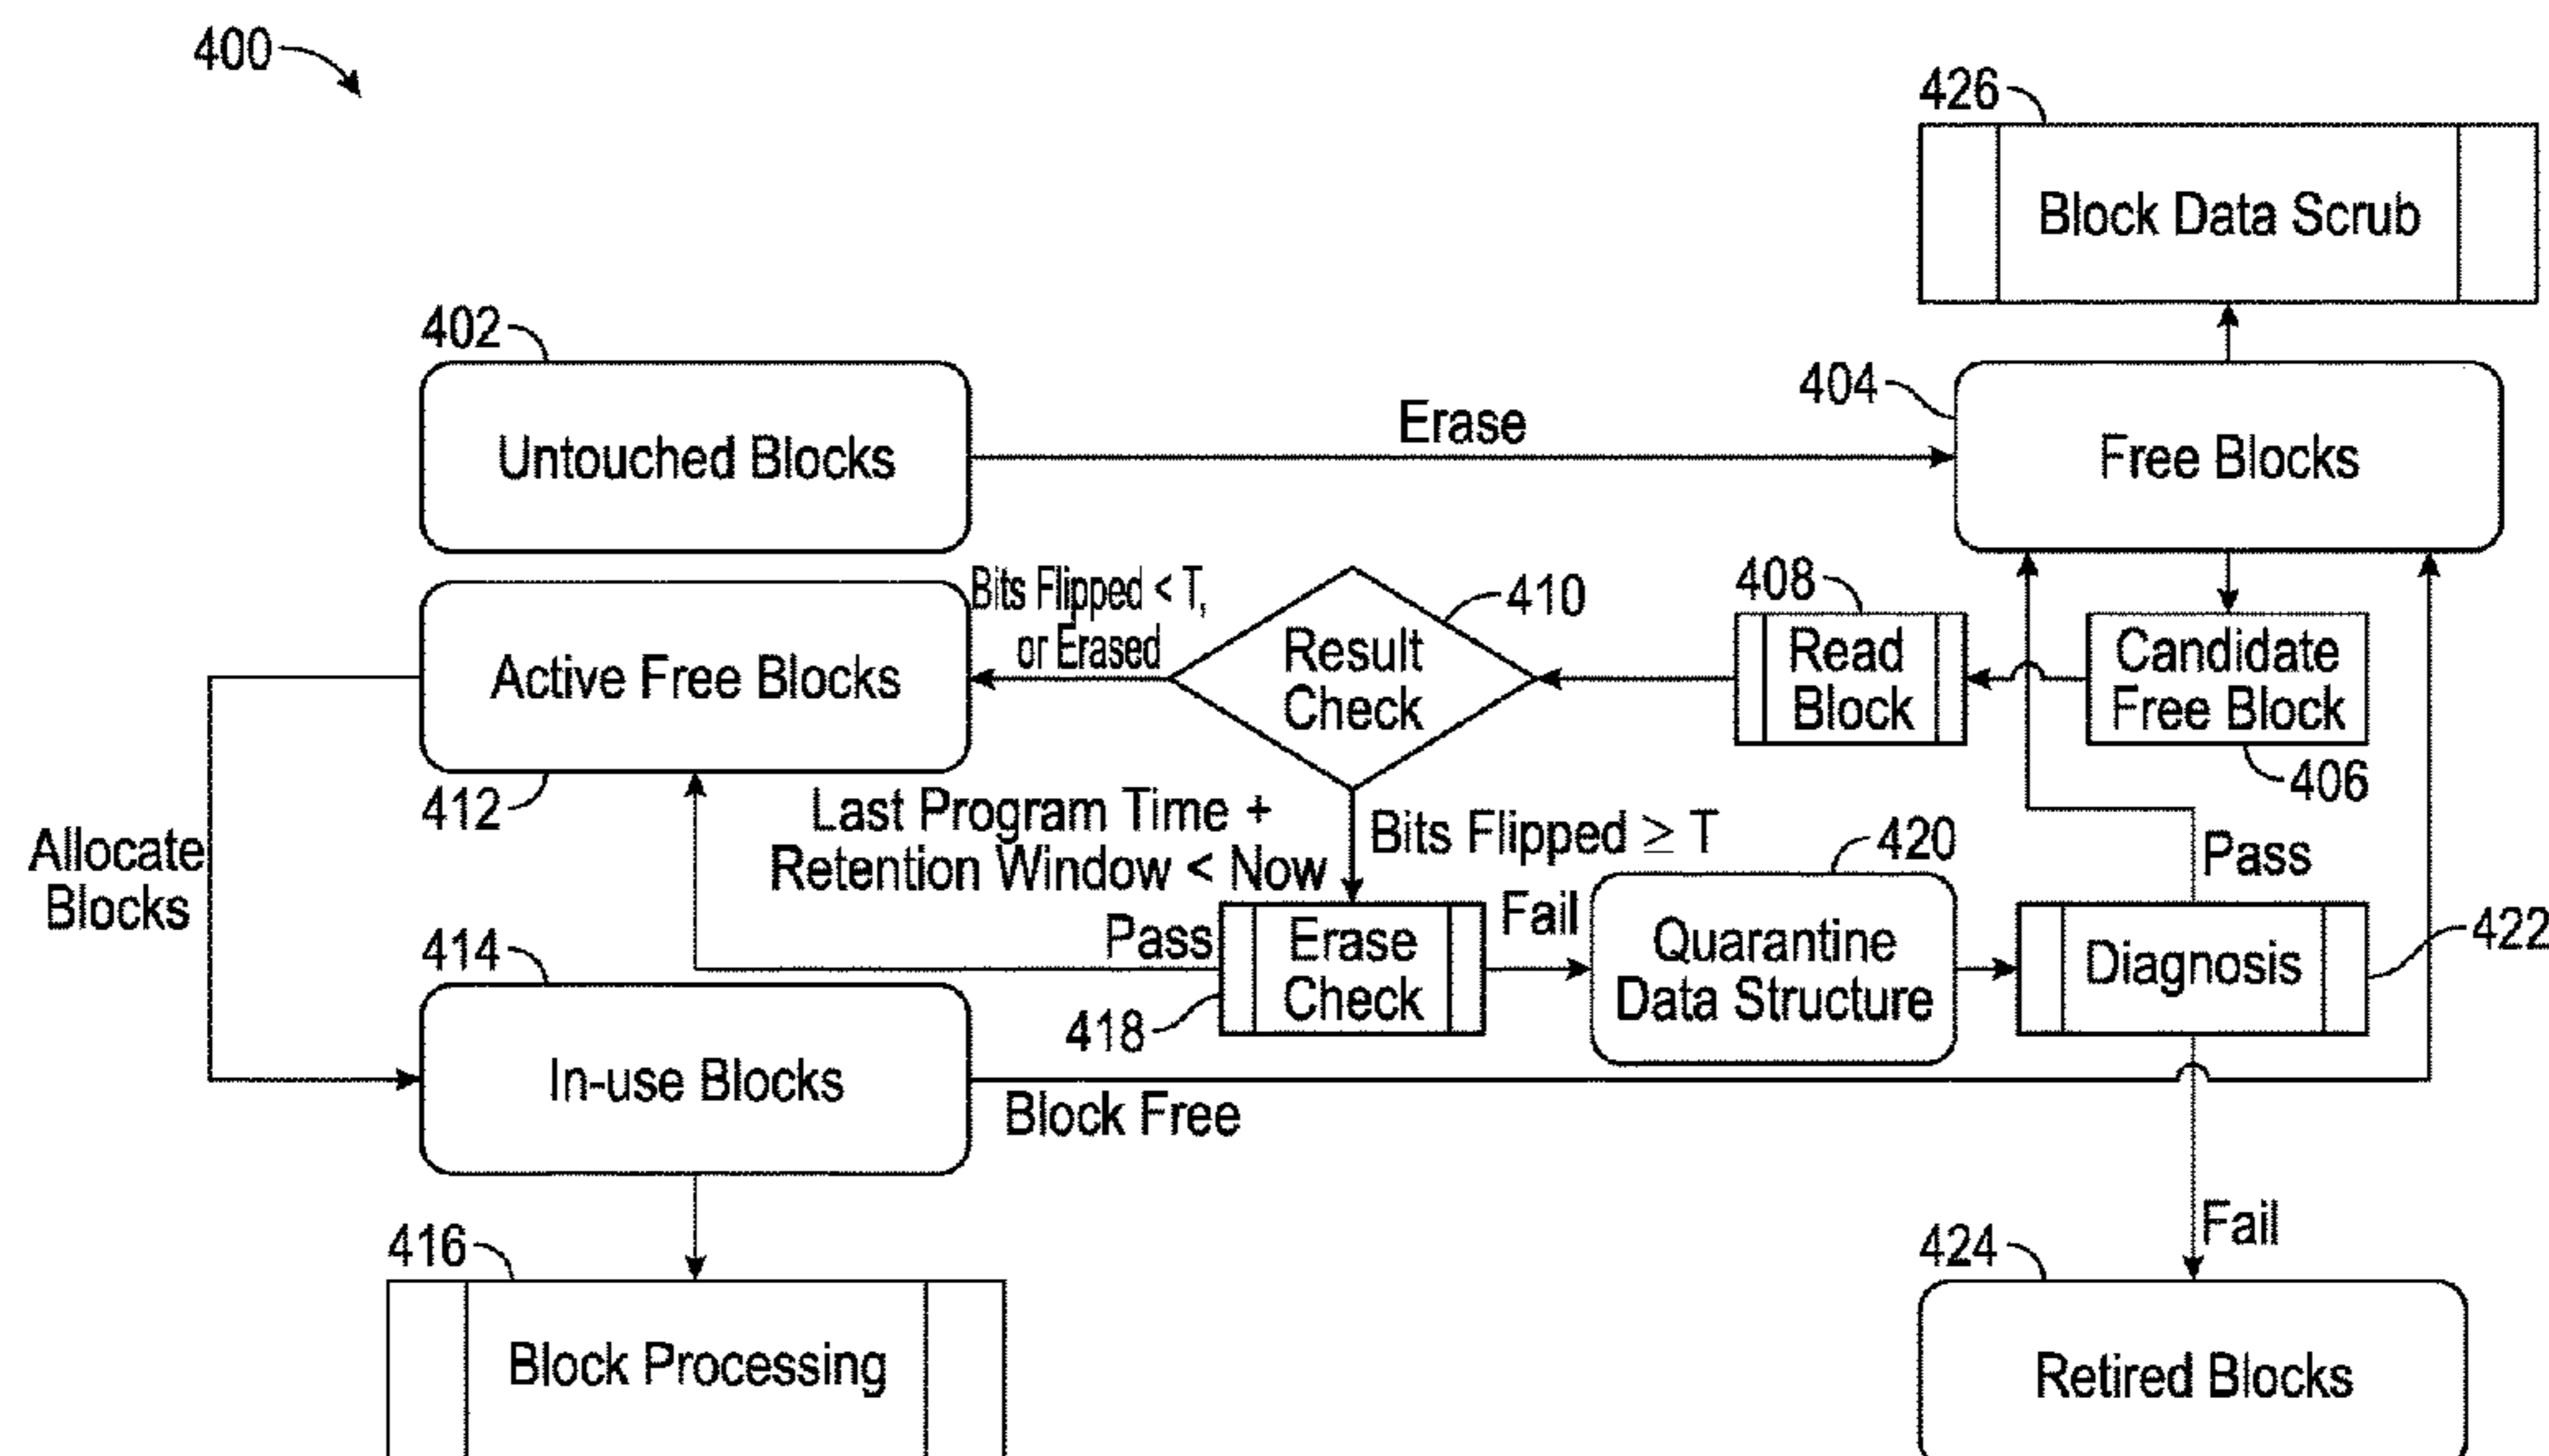 400
426
Block Data Scrub
402
Untouched Blocks
Erase
404
Free Blocks
Bits Flipped < T,
or Erased
Active Free Blocks
412
410
Result
Check
408
Read
Block
Candidate
Free Block
406
Allocate
Blocks
Last Program Time +
Retention Window < Now
Bits Flipped ≥ T
Pass
Erase
Check
418
Fail
420
Quarantine
Data Structure
Pass
Diagnosis
422
414
In-use Blocks
Block Free
416
Block Processing
Fail
424
Retired Blocks